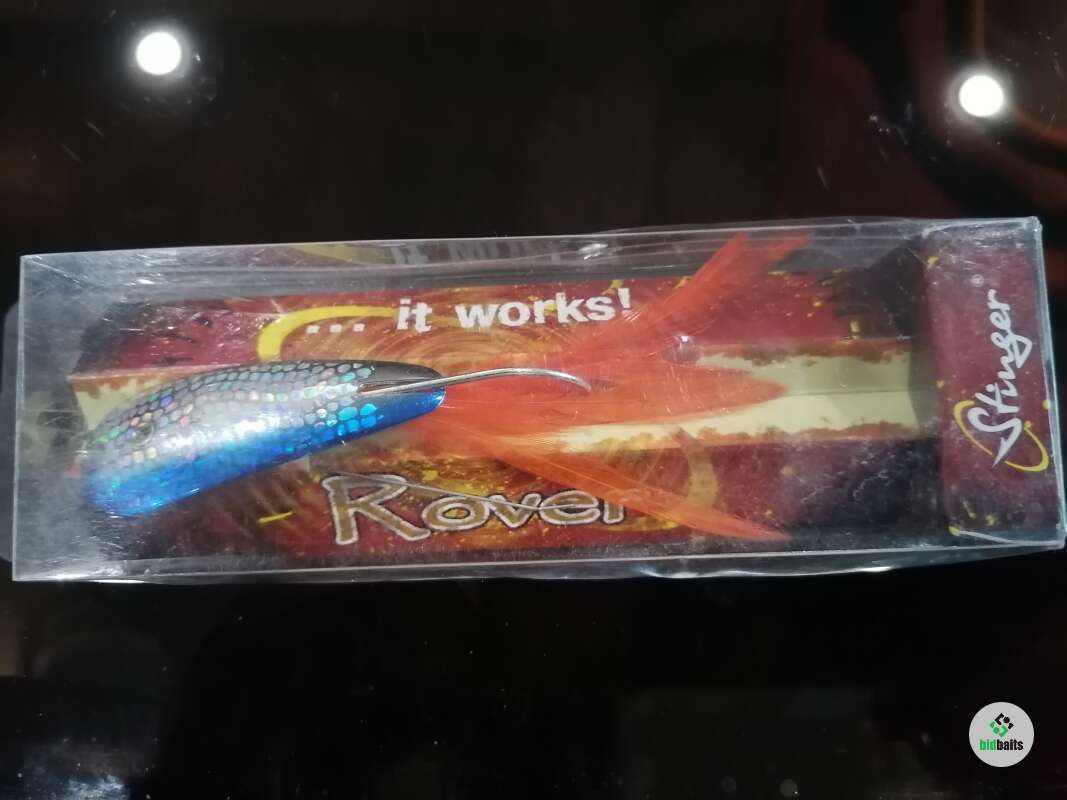 ... it works!
Rover
Stinger®
bidbaits